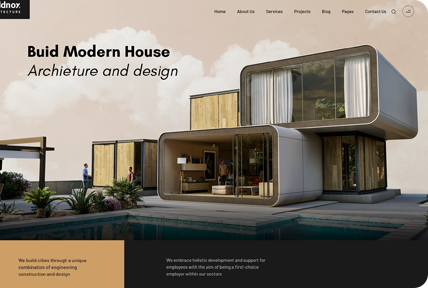 Home About Us Services Projects Blog Pages Contact Us
Buid Modern House
Archieture and design
We build cities through a unique
combination of engineering
construction and design
We embrace holistic development and support for
employees with the aim of being a first-choice
employer within our sectors